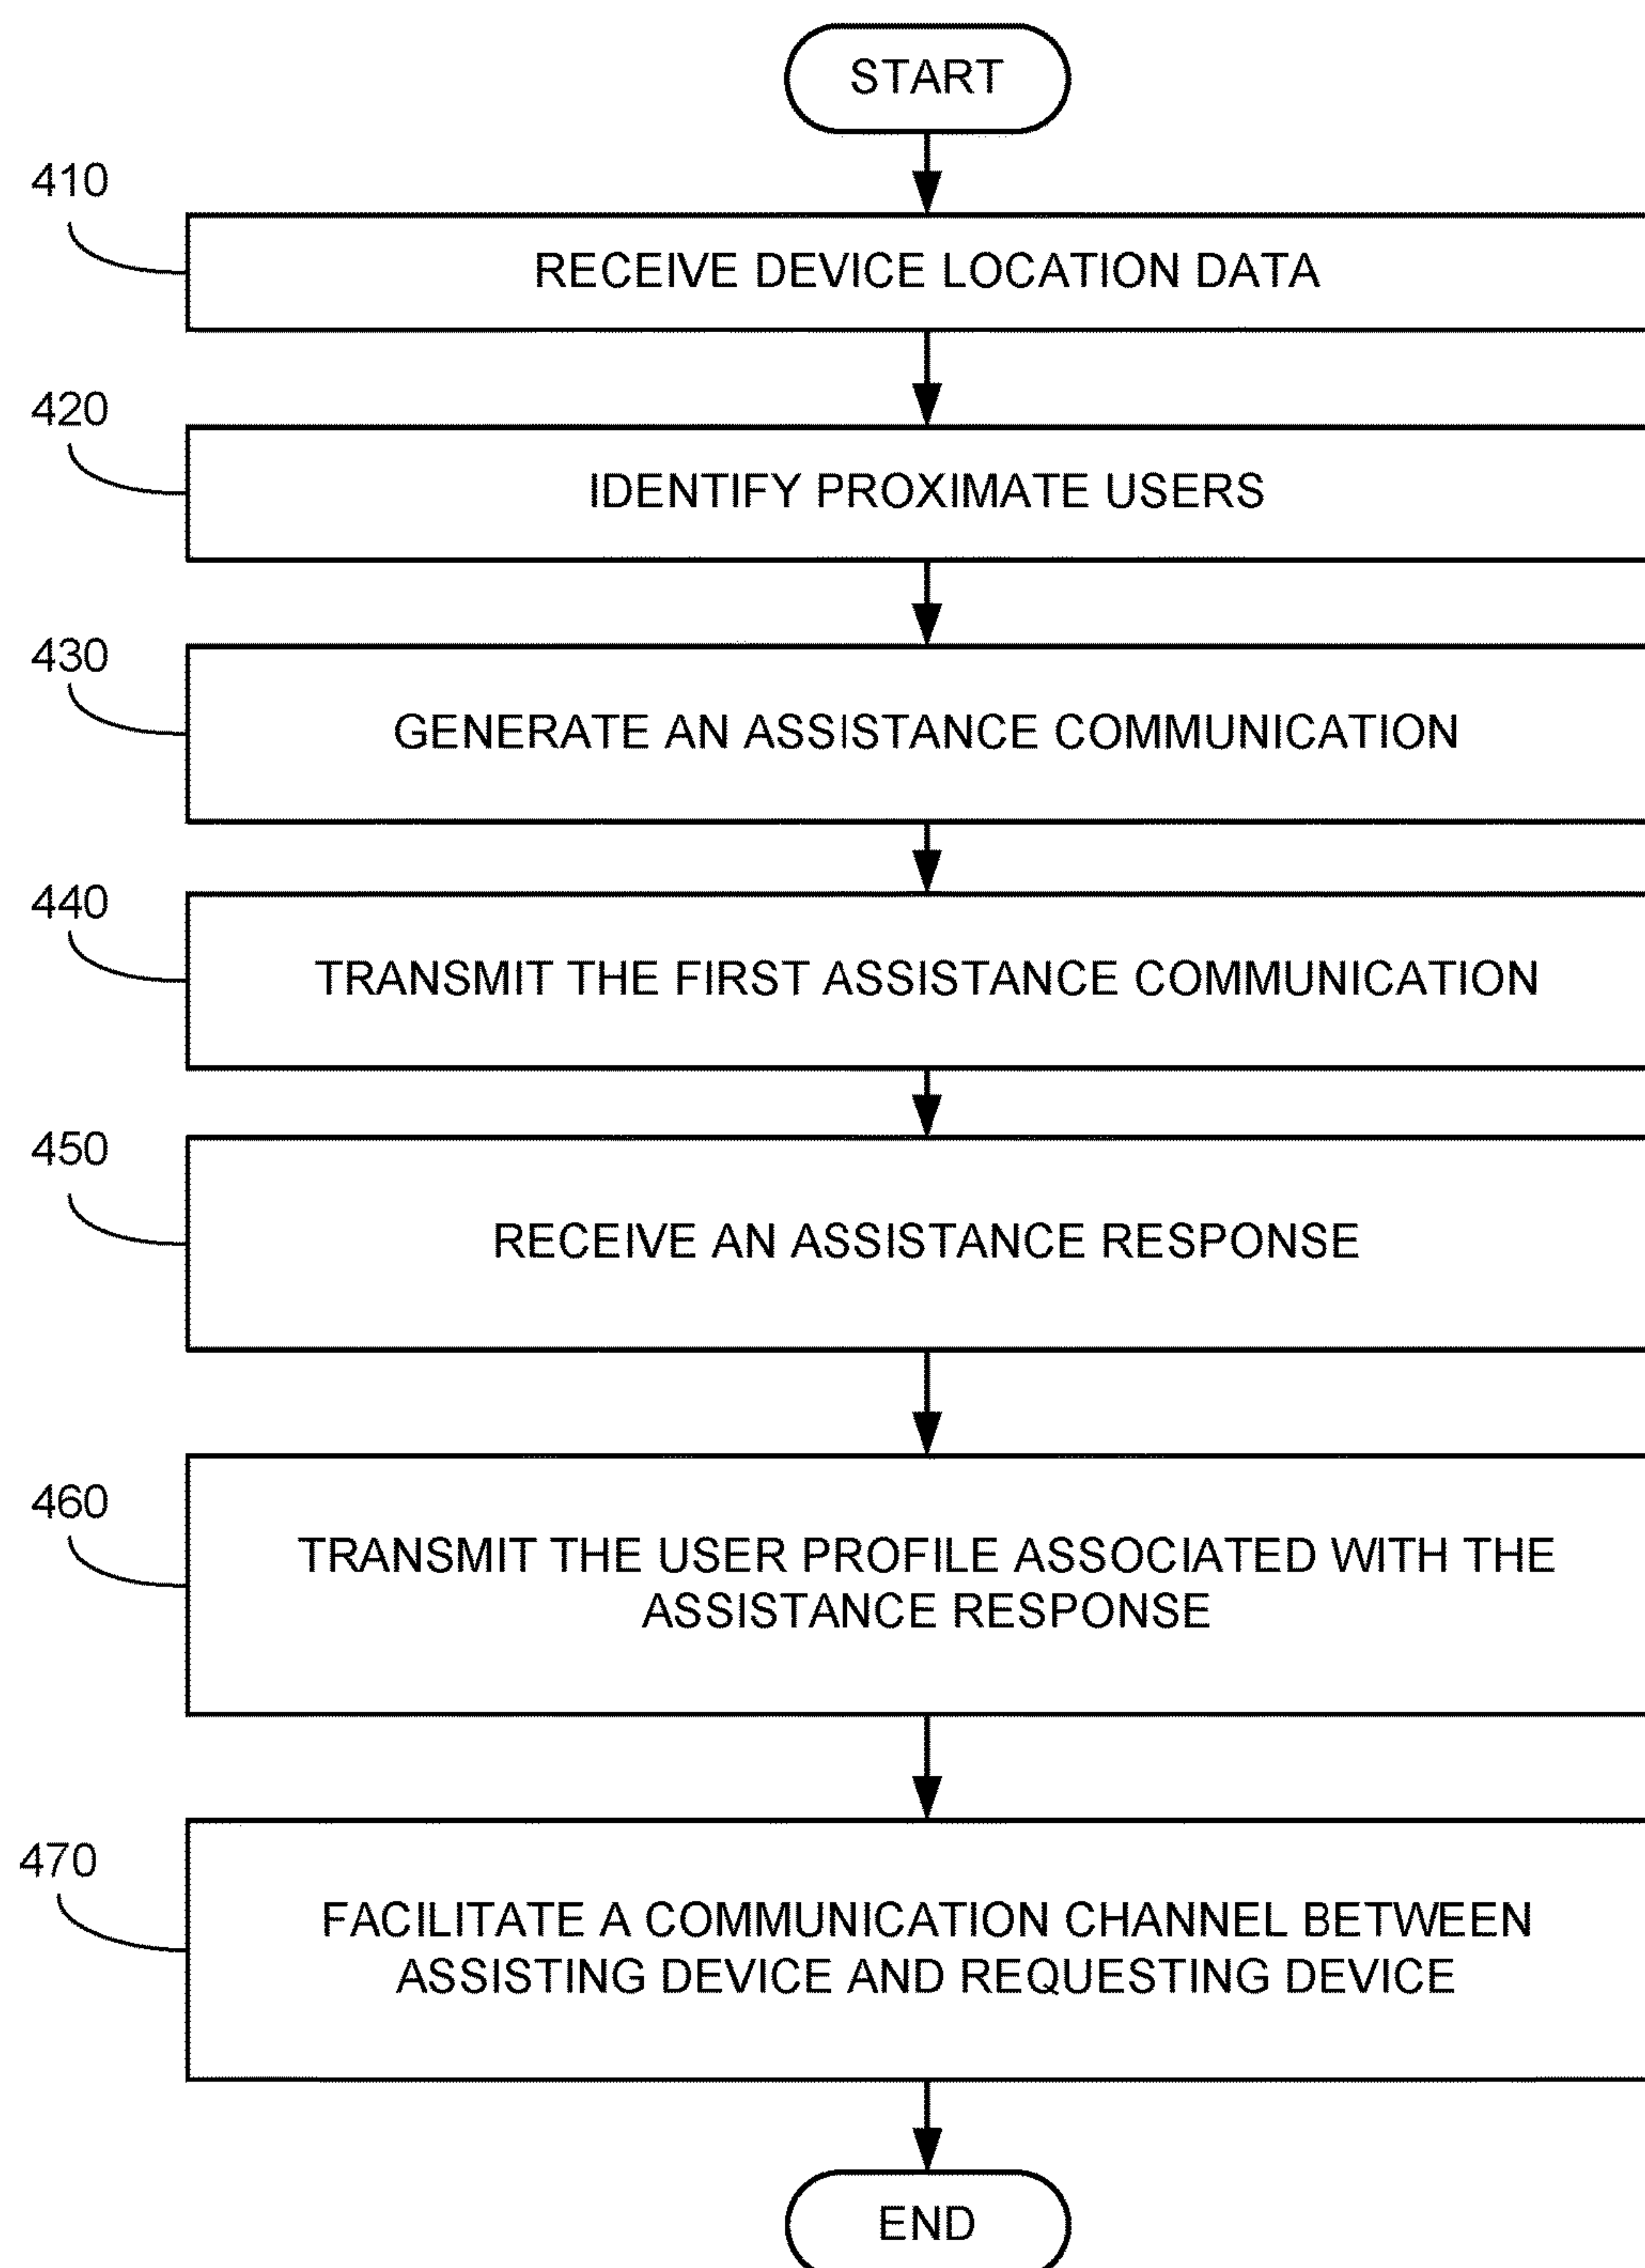 START
410
RECEIVE DEVICE LOCATION DATA
420
IDENTIFY PROXIMATE USERS
430
GENERATE AN ASSISTANCE COMMUNICATION
440
TRANSMIT THE FIRST ASSISTANCE COMMUNICATION
450
RECEIVE AN ASSISTANCE RESPONSE
460
TRANSMIT THE USER PROFILE ASSOCIATED WITH THE
ASSISTANCE RESPONSE
470
FACILITATE A COMMUNICATION CHANNEL BETWEEN
ASSISTING DEVICE AND REQUESTING DEVICE
END